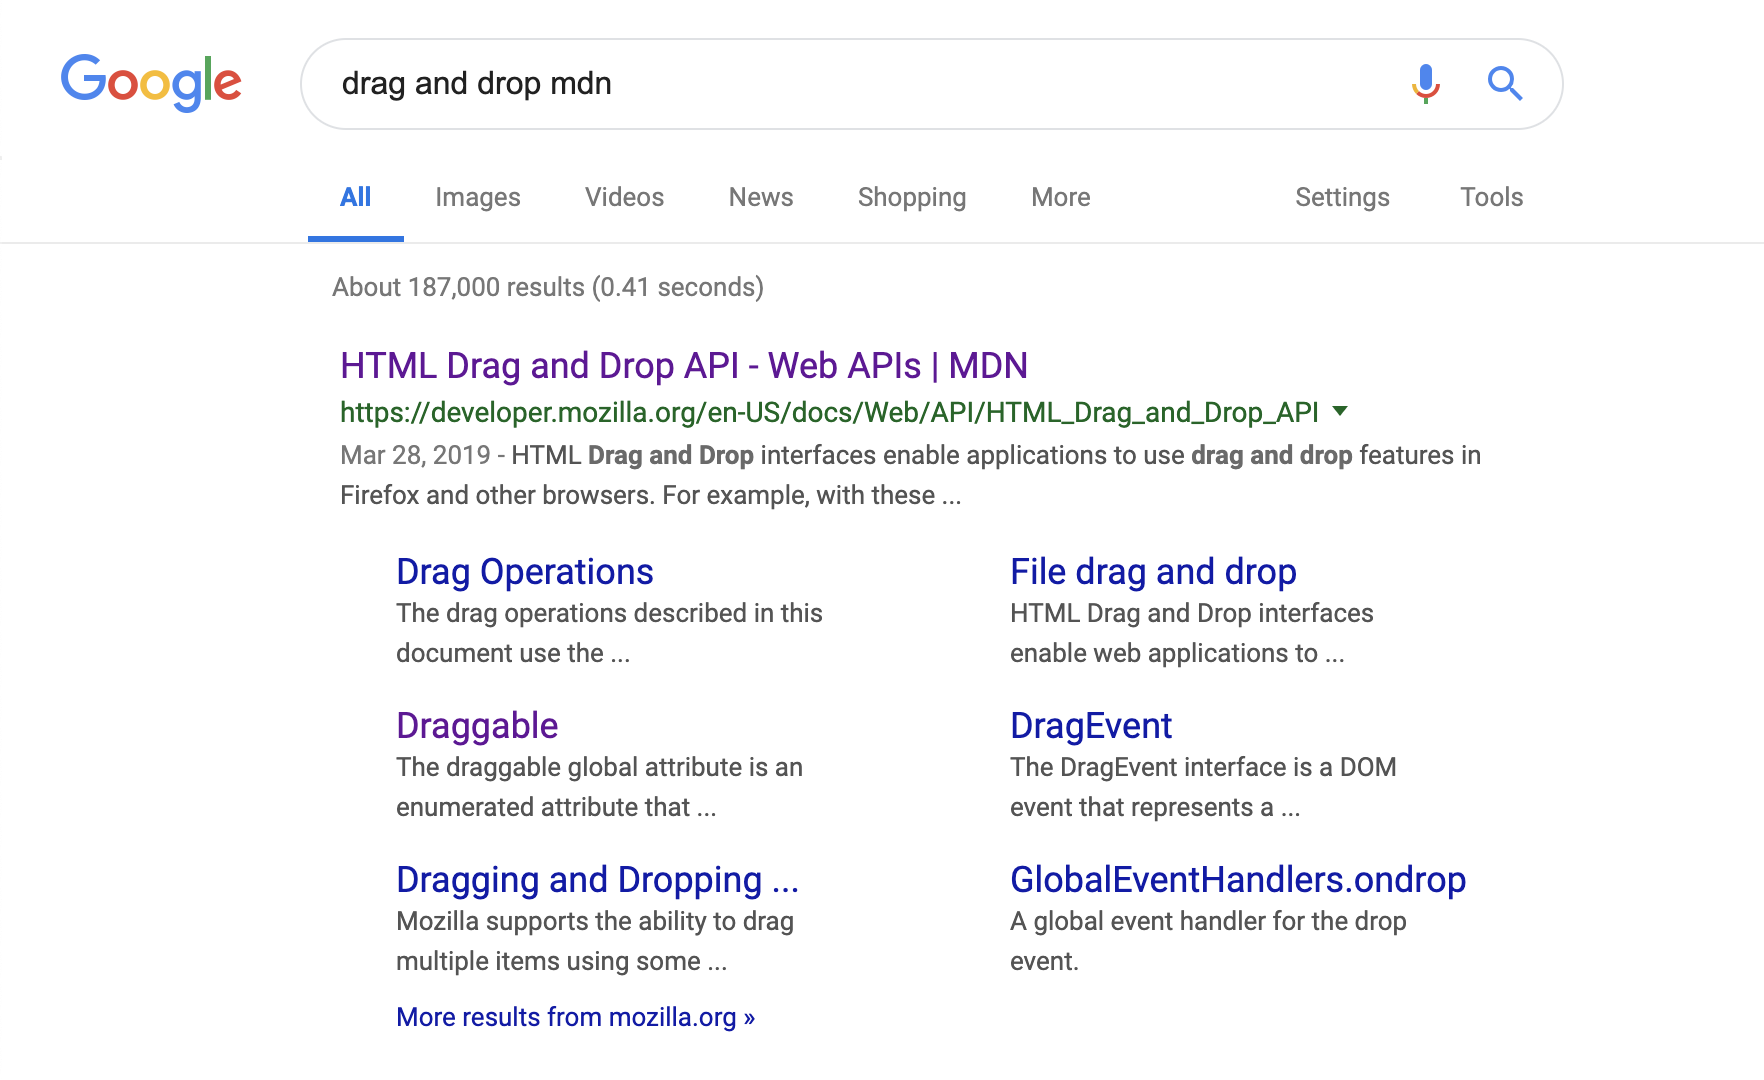 Google
drag and drop mdn
All Images Videos News Shopping More Settings Tools
About 187,000 results (0.41 seconds)
HTML Drag and Drop API - Web APIs | MDN
https://developer.mozilla.org/en-US/docs/Web/API/HTML_Drag_and_Drop_API
Mar 28, 2019 - HTML Drag and Drop interfaces enable applications to use drag and drop features in
Firefox and other browsers. For example, with these ...
Drag Operations
The drag operations described in this
document use the ...
File drag and drop
HTML Drag and Drop interfaces
enable web applications to ...
Draggable
The draggable global attribute is an
enumerated attribute that ...
DragEvent
The DragEvent interface is a DOM
event that represents a ...
Dragging and Dropping ...
Mozilla supports the ability to drag
multiple items using some ...
GlobalEventHandlers.ondrop
A global event handler for the drop
event.
More results from mozilla.org »